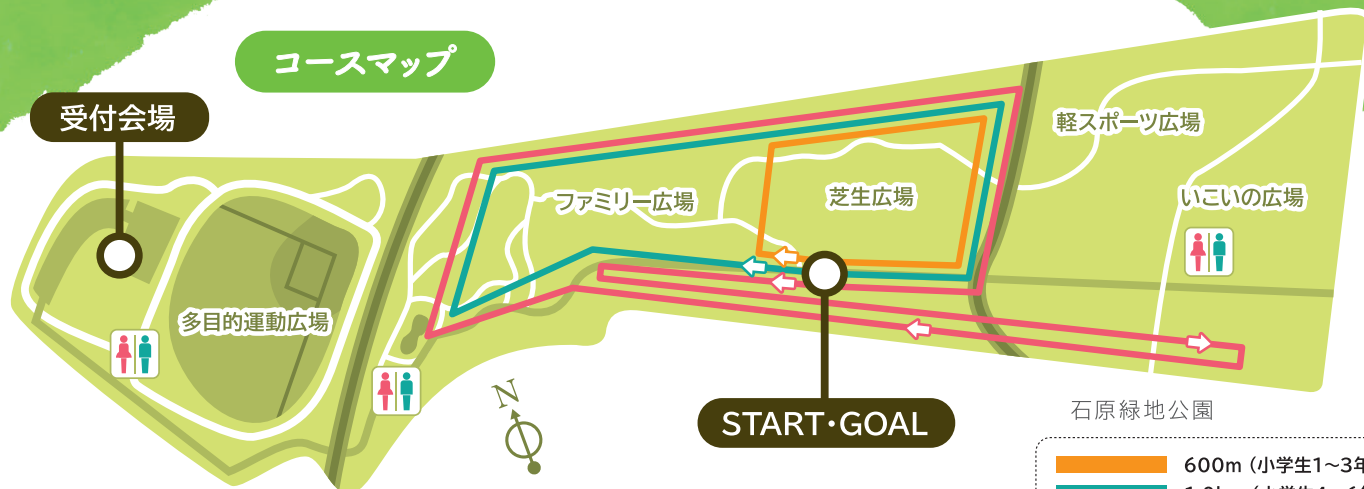 コースマップ
受付会場
軽スポーツ広場
ファミリー広場
芝生広場
いこいの広場
多目的運動広場
N
START・GOAL
石原緑地公園
600m（小学生1〜3年